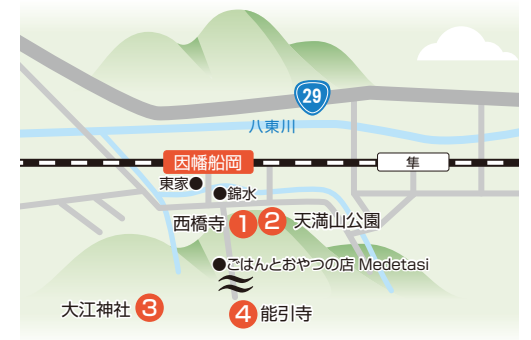 29
八東川
因幡船岡
隼
東家●
●錦水
西橋寺 1 2 天満山公園
●ごはんとおやつの店 Medetasi
大江神社 3
4 能引寺